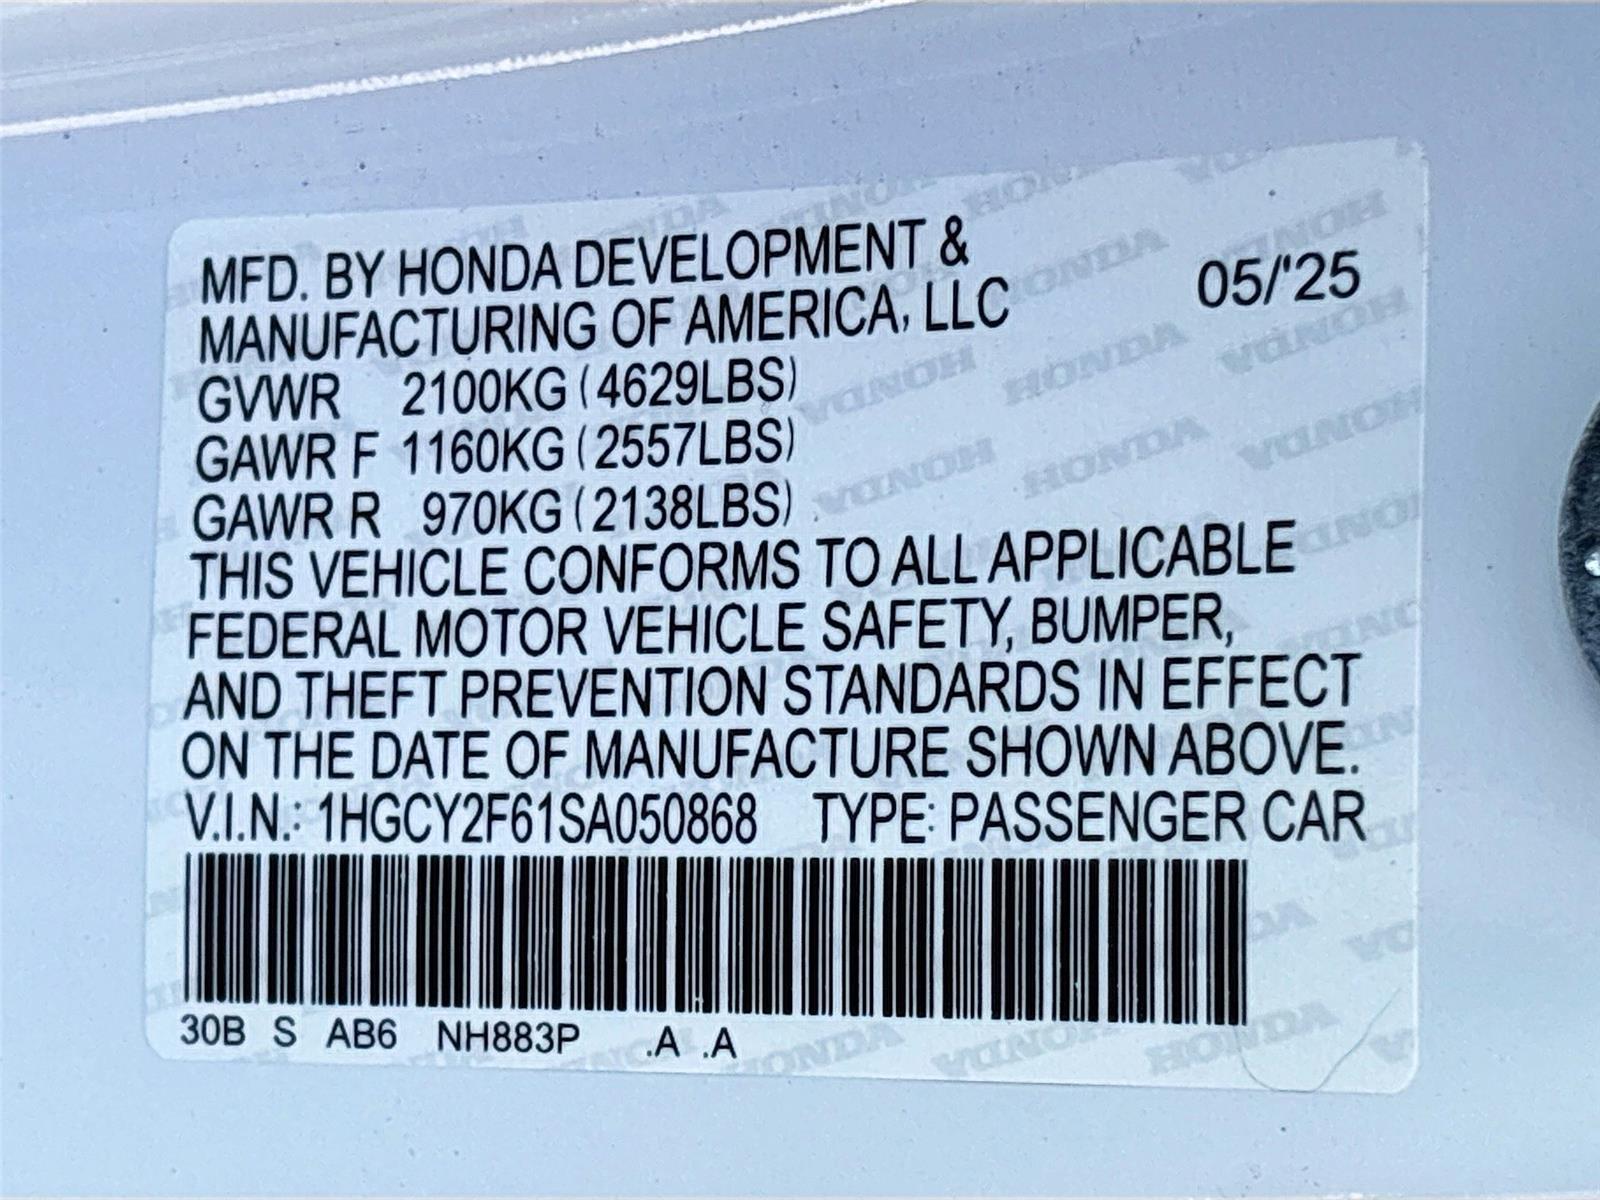 MFD. BY HONDA DEVELOPMENT &
MANUFACTURING OF AMERICA, LLC
05/'25
GVWR 2100KG (4629LBS)
GAWR F 1160KG (2557LBS)
GAWR R 970KG (2138LBS)
THIS VEHICLE CONFORMS TO ALL APPLICABLE
FEDERAL MOTOR VEHICLE SAFETY, BUMPER,
AND THEFT PREVENTION STANDARDS IN EFFECT
ON THE DATE OF MANUFACTURE SHOWN ABOVE.
V.I.N.: 1HGCY2F61SA050868 TYPE: PASSENGER CAR
30B S AB6 NH883P .A .A